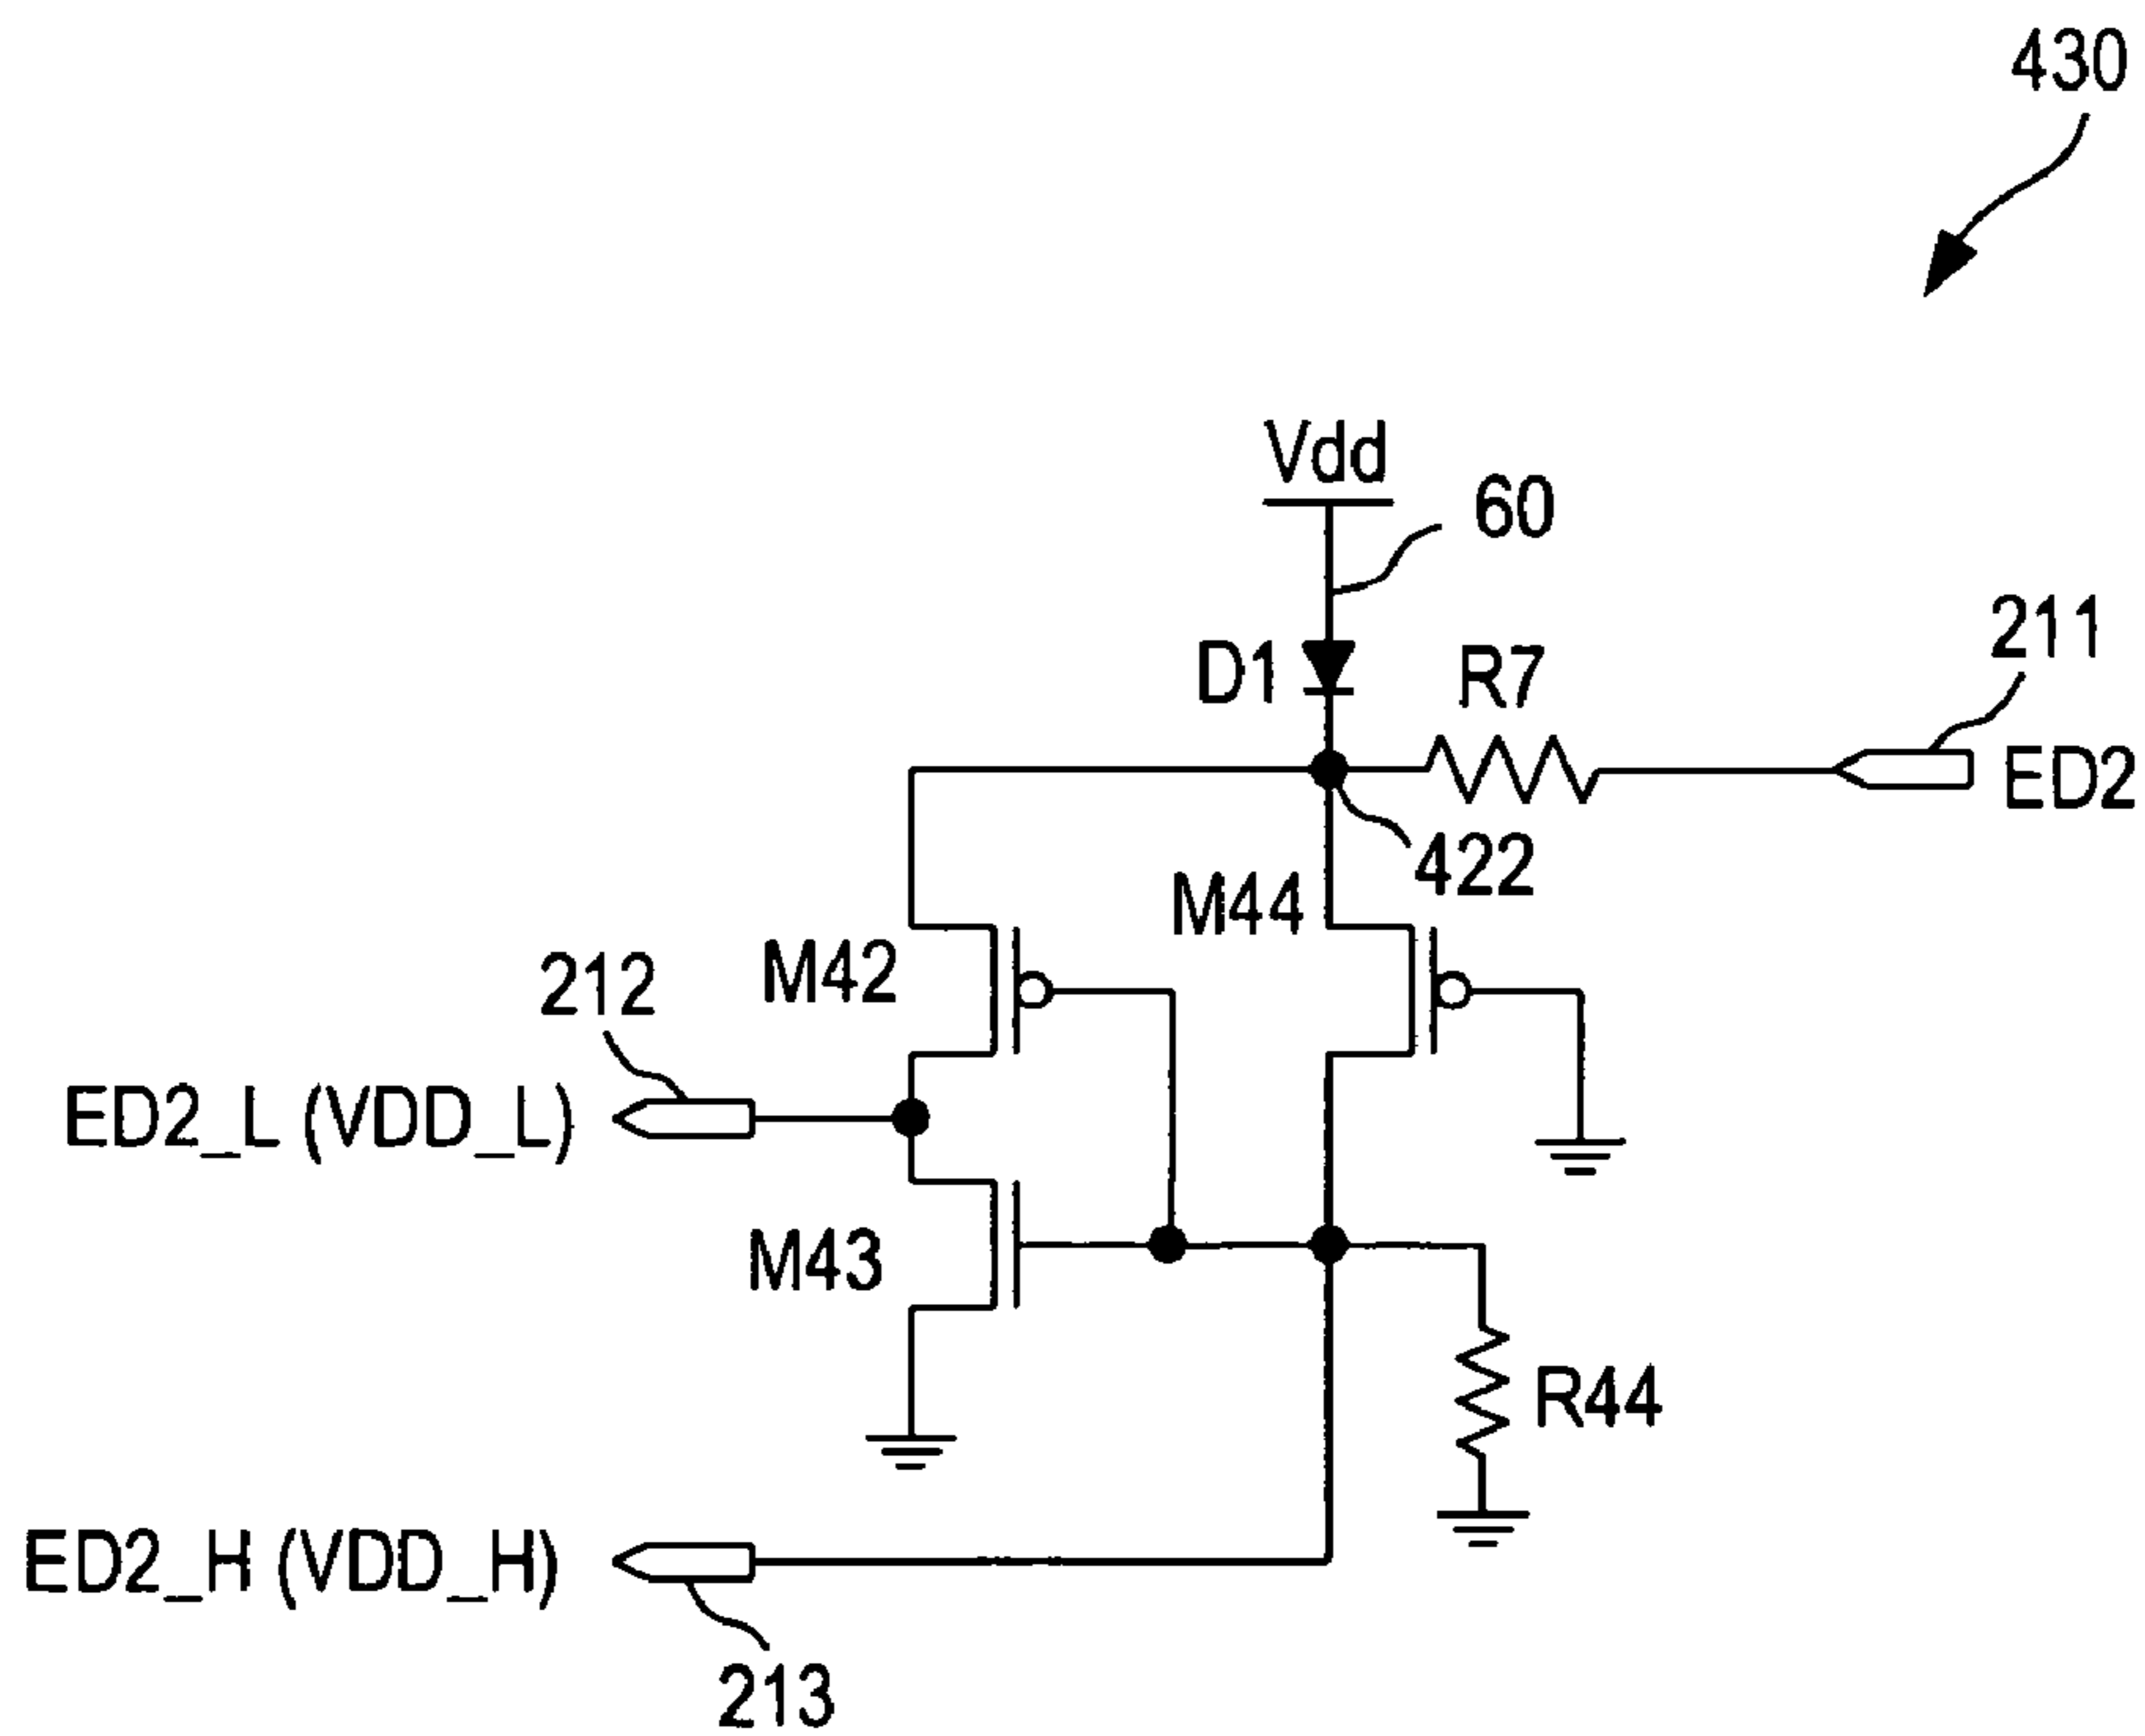 430
Vdd
60
211
D1
R7
ED2
422
M44
M42
212
ED2_L (VDD_L)
M43
R44
ED2_H (VDD_H)
213